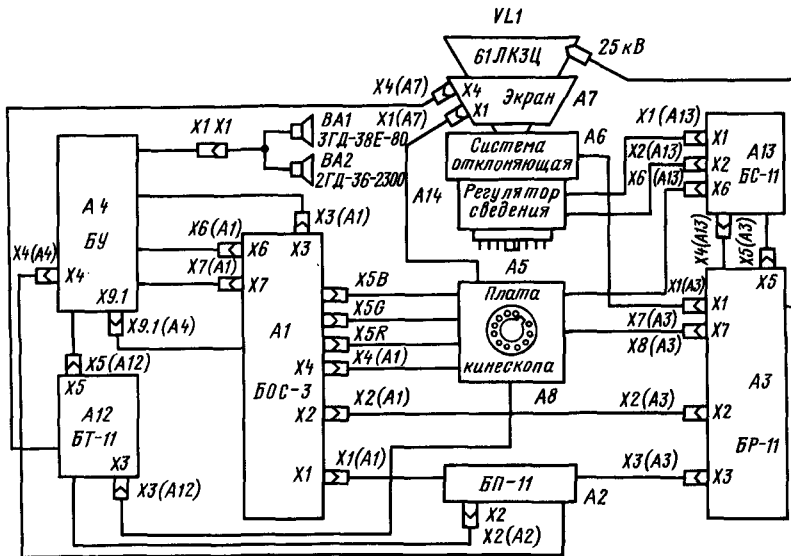 VL1
61ЛК3Ц
25 кВ
X4(A7)
X4
Экран
A7
X1(A7)
X1
X1 X1
BA1
3ГД-38Е-80
BA2
2ГД-36-2300
A6
Система
отклоняющая
A14
Регулятор
сведения
A5
X1(A13)
X2(A13)
X6 (A13)
X1
X2
X6
A13
БС-11
X4(A13)
X5(A3)
X5
A4
БУ
X4(A4)
X4
X9.1
X9.1(A4)
X6(A1)
X7(A1)
X3(A1)
X3
X6
X7
A1
БОС-3
X4
X2
X1
X5B
X5G
X5R
X4(A1)
X2(A1)
X1(A1)
Плата
кинескопа
A8
X1(A3)
X7(A3)
X8(A3)
X2(A3)
X3(A3)
X1
X7
A3
БР-11
X2
X3
X5(A12)
X5
A12
БТ-11
X3
X3(A12)
БП-11
A2
X2
X2(A2)